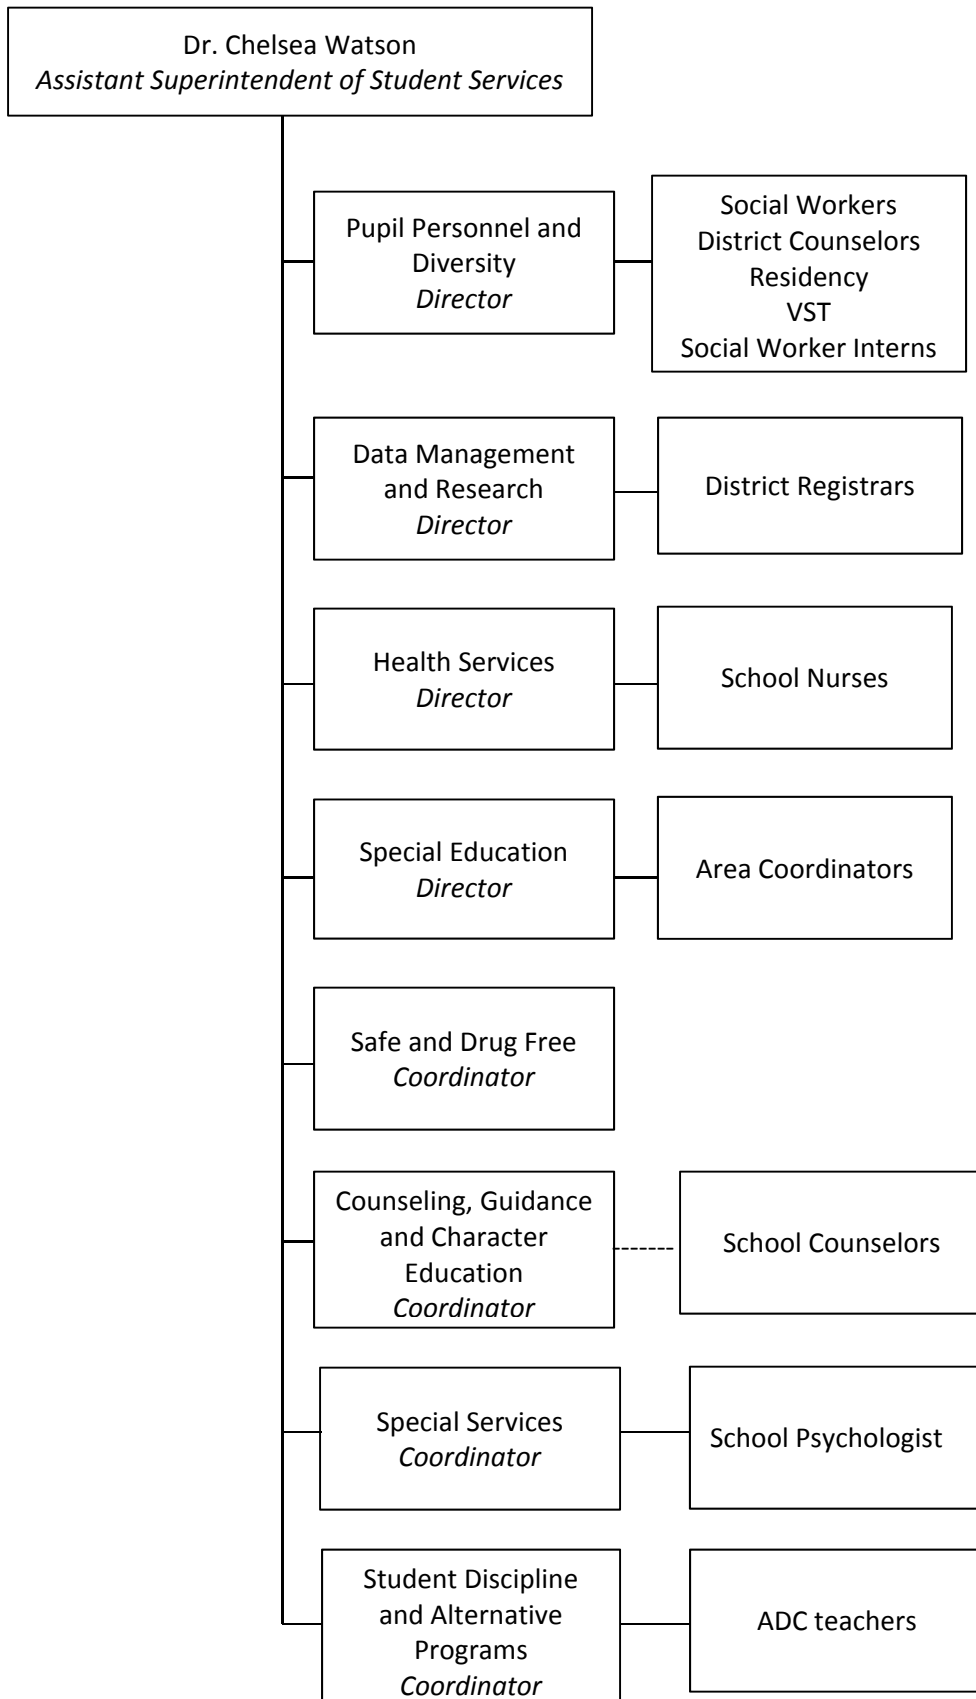 Dr. Chelsea Watson
Assistant Superintendent of Student Services
Pupil Personnel and
Diversity
Director
Social Workers
District Counselors
Residency
VST
Social Worker Interns
Data Management
and Research
Director
District Registrars
Health Services
Director
School Nurses
Special Education
Director
Area Coordinators
Safe and Drug Free
Coordinator
Counseling, Guidance
and Character
Education
Coordinator
School Counselors
Special Services
Coordinator
School Psychologist
Student Discipline
and Alternative
Programs
Coordinator
ADC teachers